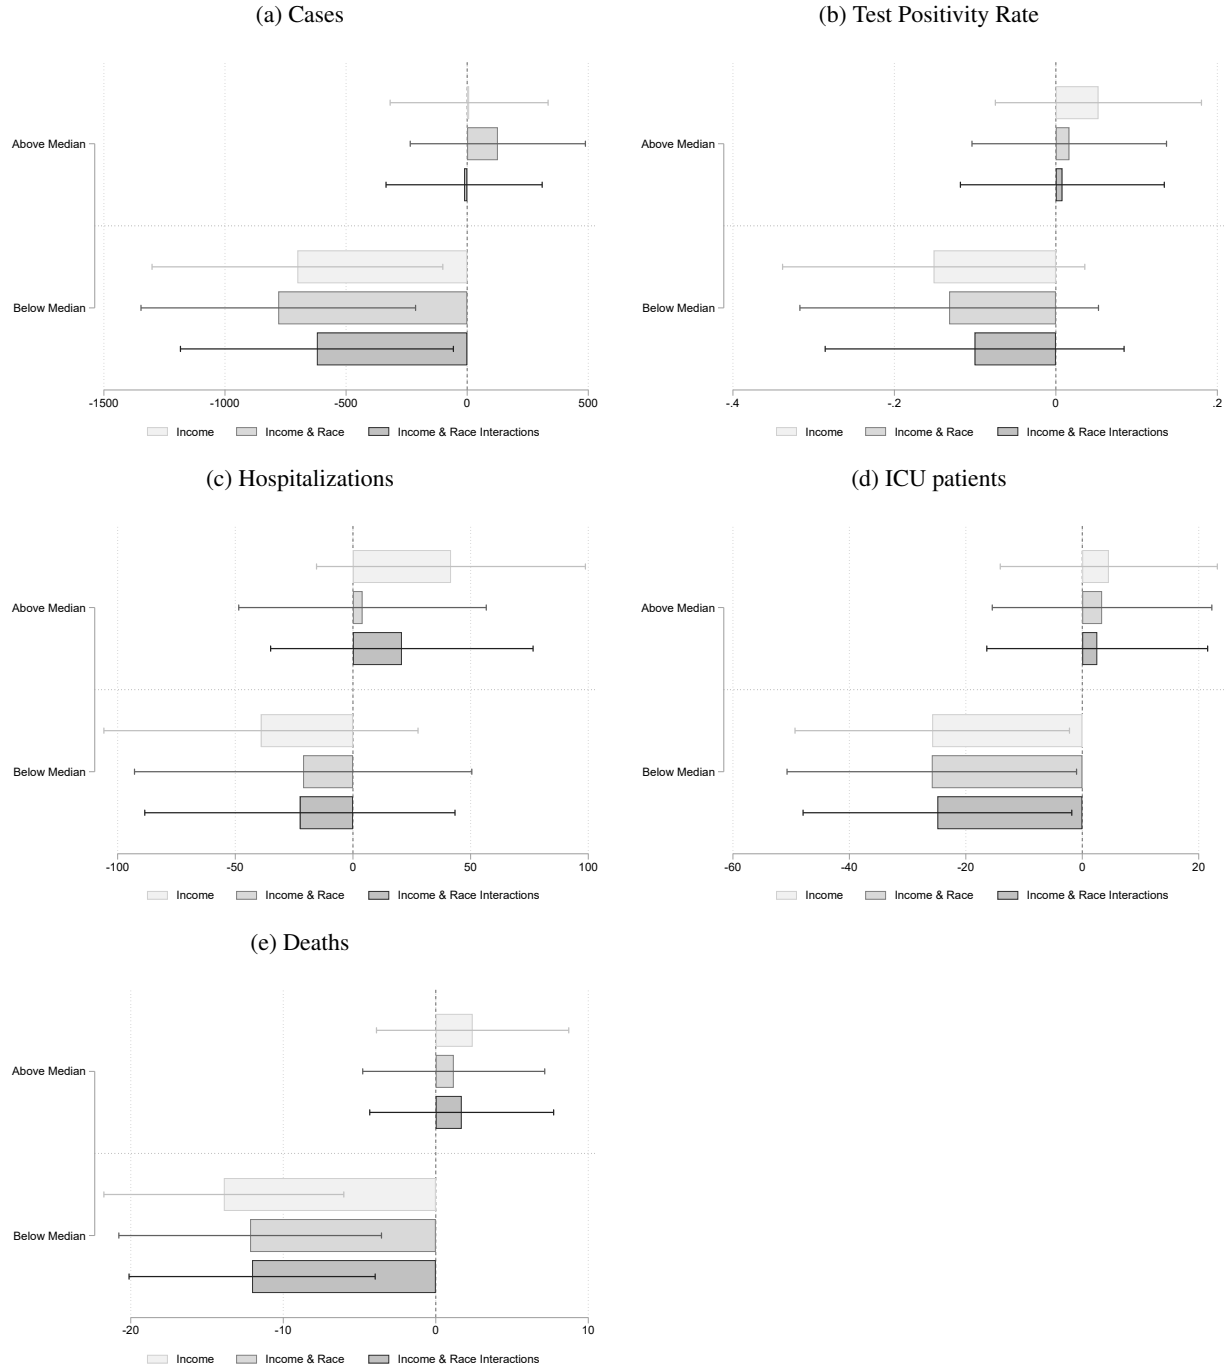 (a) Cases
Above Median
Below Median
-1500 -1000 -500 0 500
Income Income & Race Income & Race Interactions
(b) Test Positivity Rate
Above Median
Below Median
-.4 -.2 0 .2
Income Income & Race Income & Race Interactions
(c) Hospitalizations
Above Median
Below Median
-100 -50 0 50 100
Income Income & Race Income & Race Interactions
(d) ICU patients
Above Median
Below Median
-60 -40 -20 0 20
Income Income & Race Income & Race Interactions
(e) Deaths
Above Median
Below Median
-20 -10 0 10
Income Income & Race Income & Race Interactions